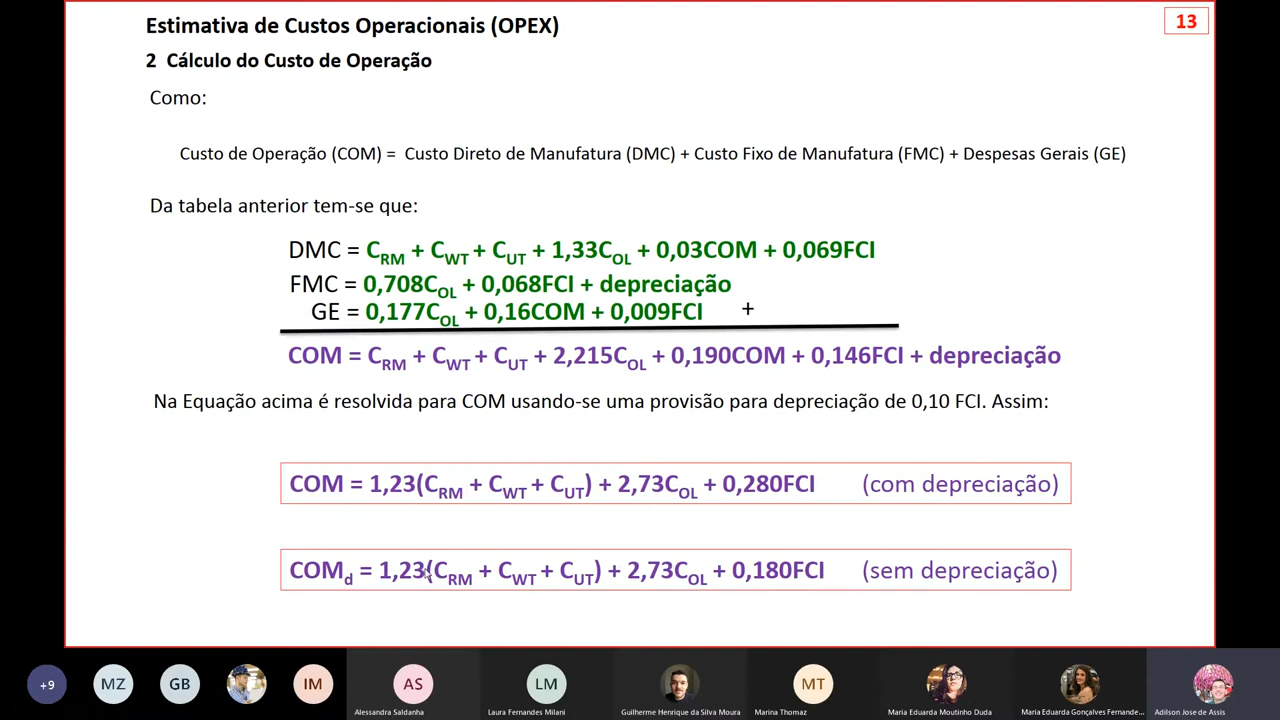 Estimativa de Custos Operacionais (OPEX)
13
2 Cálculo do Custo de Operação
Como:
Custo de Operação (COM) = Custo Direto de Manufatura (DMC) + Custo Fixo de Manufatura (FMC) + Despesas Gerais (GE)
Da tabela anterior tem-se que:
DMC = CRM + CWT + CUT + 1,33COL + 0,03COM + 0,069FCI
FMC = 0,708COL + 0,068FCI + depreciação
GE = 0,177COL + 0,16COM + 0,009FCI +
COM = CRM + CWT + CUT + 2,215COL + 0,190COM + 0,146FCI + depreciação
Na Equação acima é resolvida para COM usando-se uma provisão para depreciação de 0,10 FCI. Assim:
COM = 1,23(CRM + CWT + CUT) + 2,73COL + 0,280FCI (com depreciação)
COMd = 1,23(CRM + CWT + CUT) + 2,73COL + 0,180FCI (sem depreciação)
+9 MZ GB IM AS LM MT
Alessandra Saldanha Laura Fernandes Milani Guilherme Henrique da Silva Moura Marina Thomaz Maria Eduarda Moutinho Duda Maria Eduarda Gonçalves Fernande... Adilson Jose de Assis